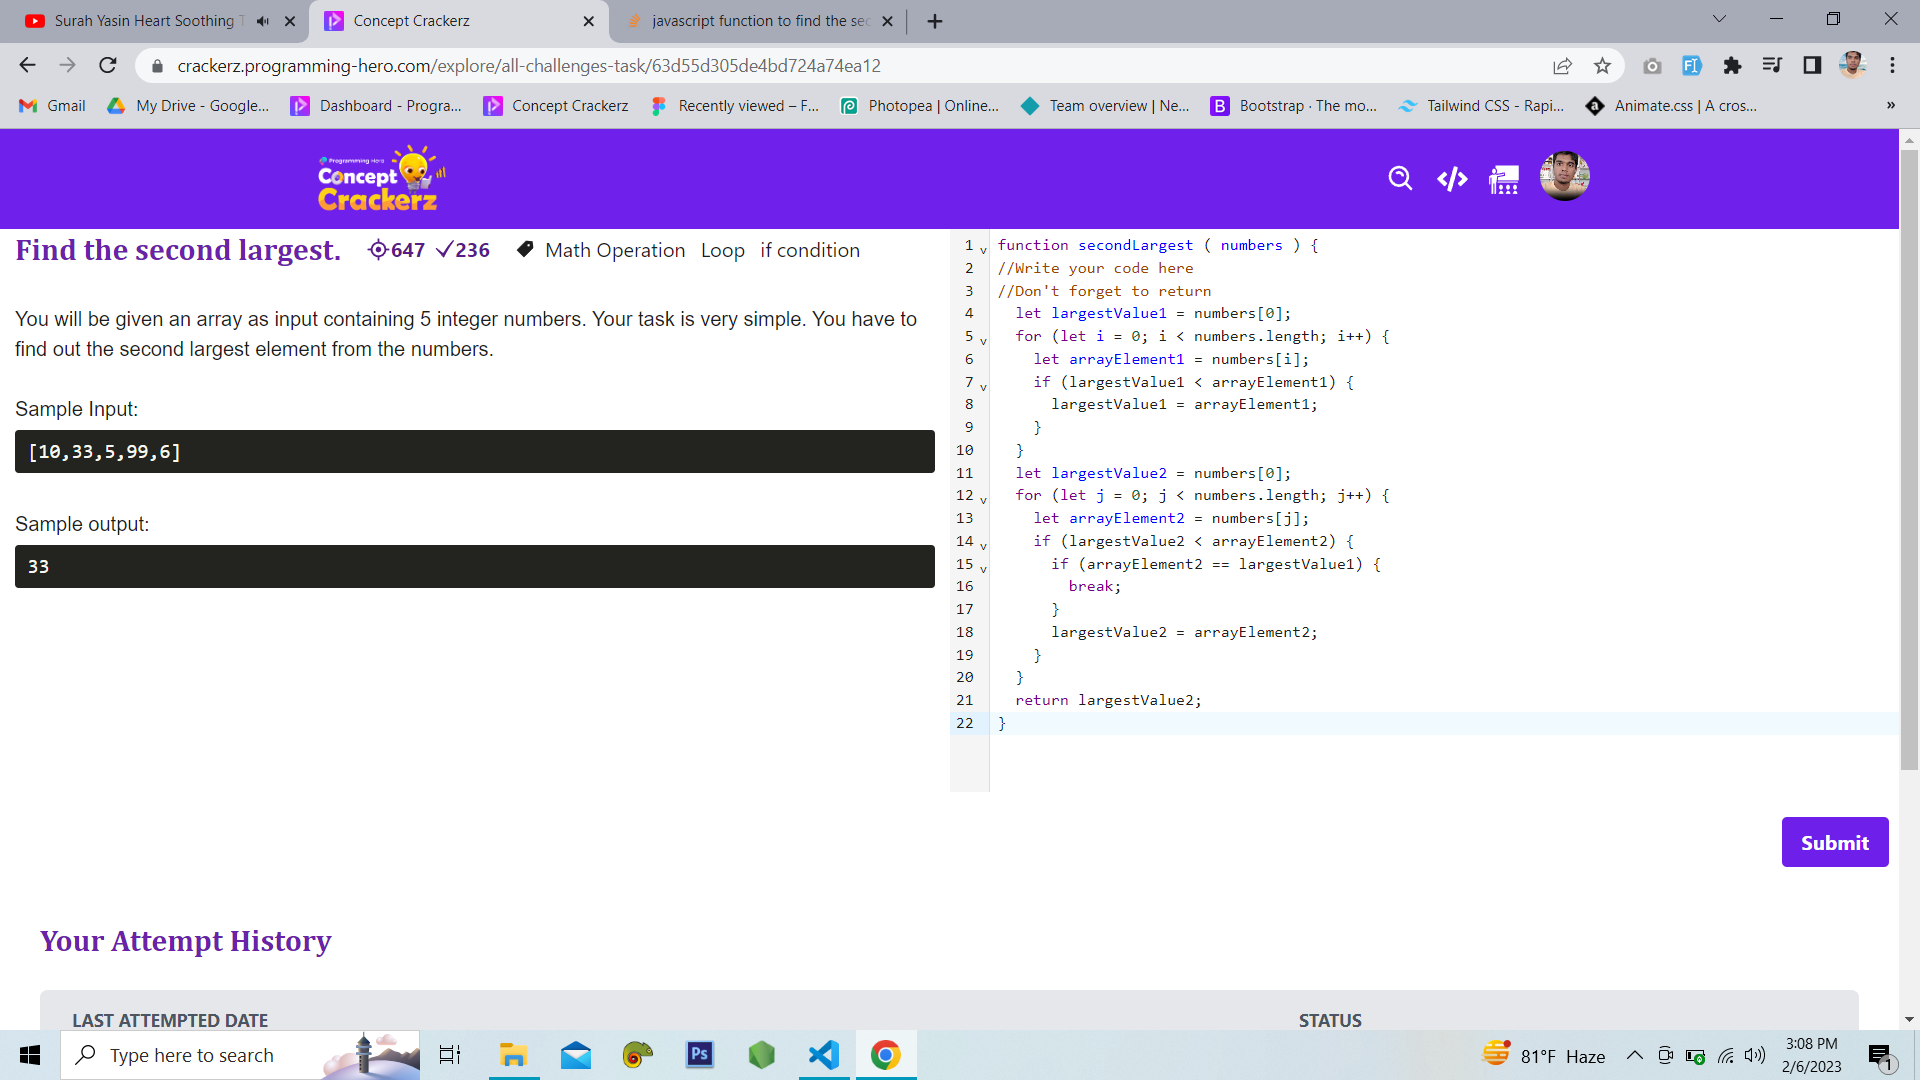 Surah Yasin Heart Soothing T
Concept Crackerz
javascript function to find the sec
crackerz.programming-hero.com/explore/all-challenges-task/63d55d305de4bd724a74ea12
Gmail
My Drive - Google...
Dashboard - Progra...
Concept Crackerz
Recently viewed – F...
Photopea | Online...
Team overview | Ne...
Bootstrap · The mo...
Tailwind CSS - Rapi...
Animate.css | A cros...
»
Programming Hero
Concept
Crackerz
Find the second largest. 647 236 Math Operation Loop if condition
You will be given an array as input containing 5 integer numbers. Your task is very simple. You have to
find out the second largest element from the numbers.
Sample Input:
[10,33,5,99,6]
Sample output:
33
1 function secondLargest ( numbers ) {
2 //Write your code here
3 //Don't forget to return
4 let largestValue1 = numbers[0];
5 for (let i = 0; i < numbers.length; i++) {
6 let arrayElement1 = numbers[i];
7 if (largestValue1 < arrayElement1) {
8 largestValue1 = arrayElement1;
9 }
10 }
11 let largestValue2 = numbers[0];
12 for (let j = 0; j < numbers.length; j++) {
13 let arrayElement2 = numbers[j];
14 if (largestValue2 < arrayElement2) {
15 if (arrayElement2 == largestValue1) {
16 break;
17 }
18 largestValue2 = arrayElement2;
19 }
20 }
21 return largestValue2;
22 }
Submit
Your Attempt History
LAST ATTEMPTED DATE STATUS
Type here to search
Ps
81°F Haze
3:08 PM
2/6/2023
1